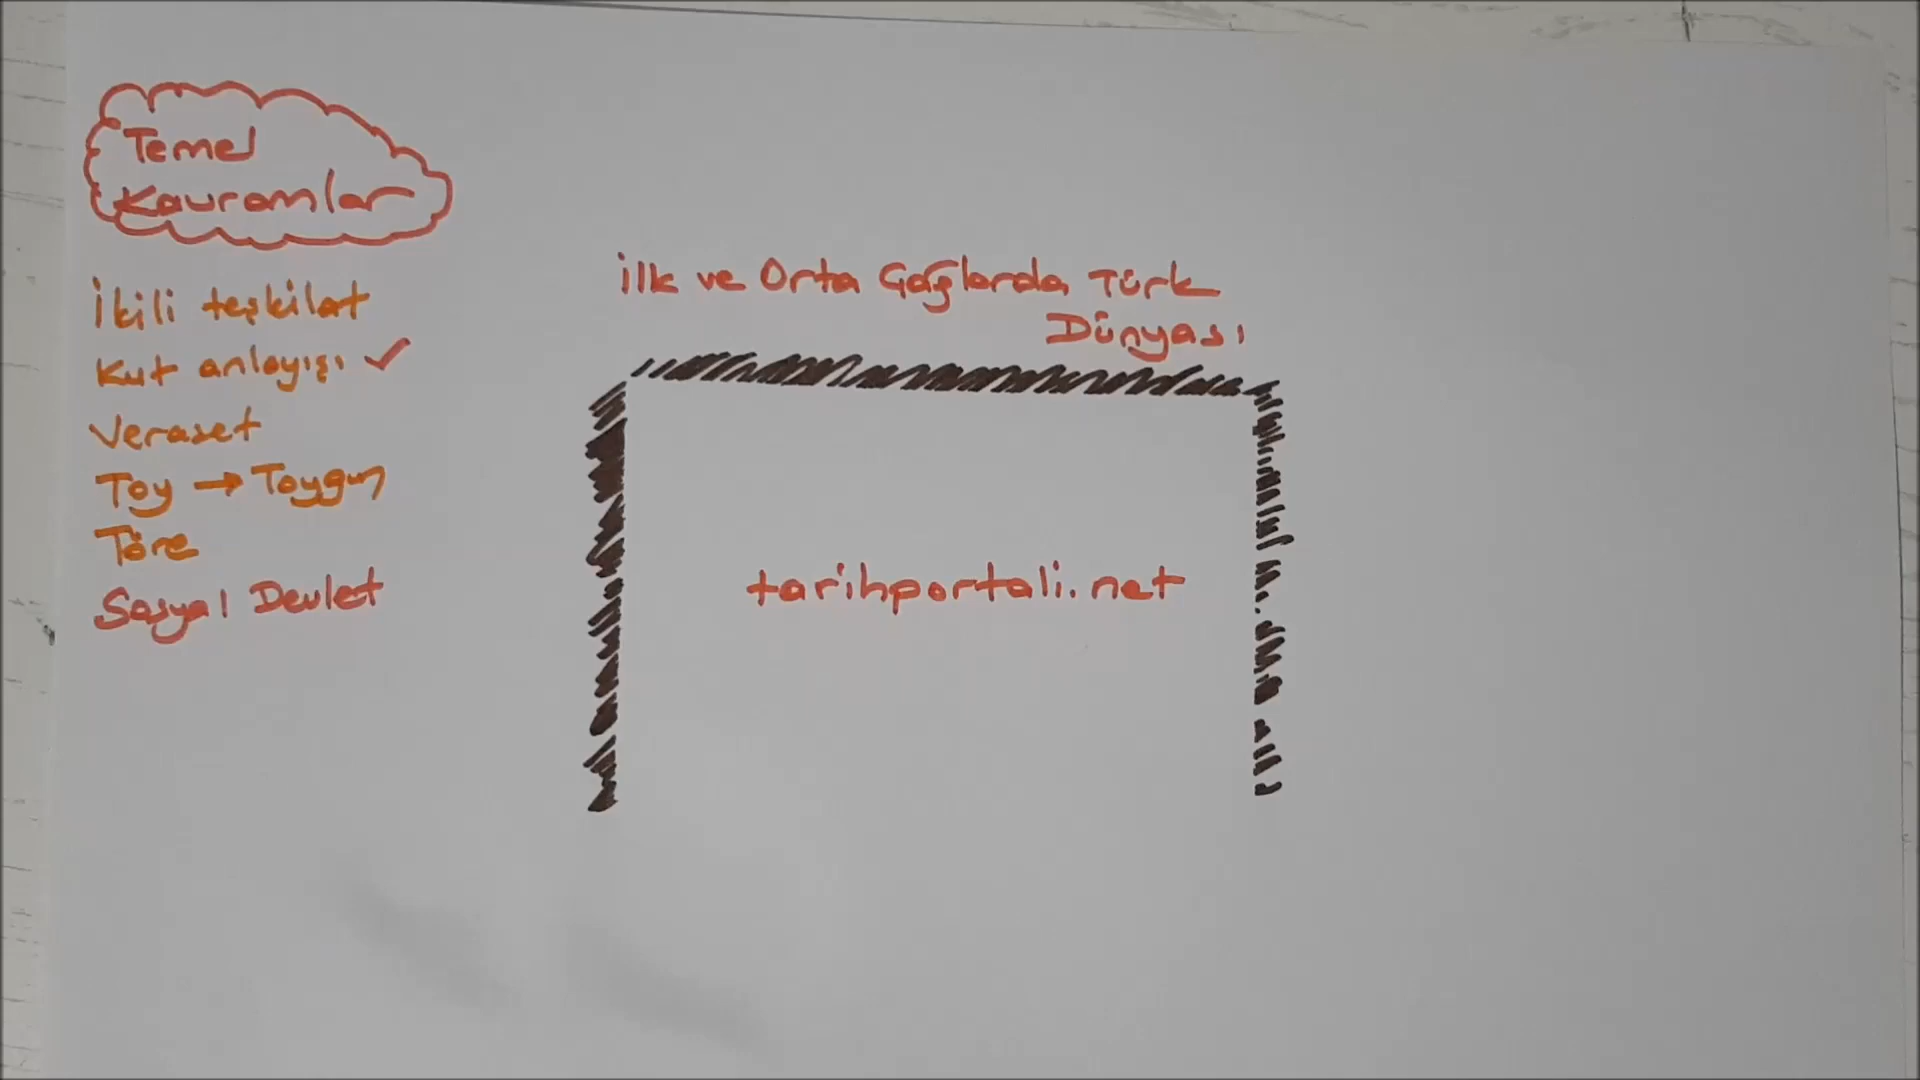 Temel
Kavramlar
İkili teşkilat
Kut anlayışı ✓
Veraset
Toy → Toygun
Töre
Sosyal Devlet
İlk ve Orta Çağlarda Türk
Dünyası
tarihportali.net